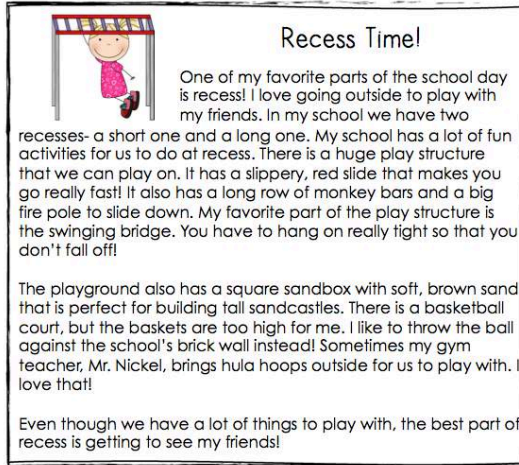 Recess Time!
One of my favorite parts of the school day
is recess! I love going outside to play with
my friends. In my school we have two
recesses- a short one and a long one. My school has a lot of fun
activities for us to do at recess. There is a huge play structure
that we can play on. It has a slippery, red slide that makes you
go really fast! It also has a long row of monkey bars and a big
fire pole to slide down. My favorite part of the play structure is
the swinging bridge. You have to hang on really tight so that you
don't fall off!
The playground also has a square sandbox with soft, brown sand
that is perfect for building tall sandcastles. There is a basketball
court, but the baskets are too high for me. I like to throw the ball
against the school's brick wall instead! Sometimes my gym
teacher, Mr. Nickel, brings hula hoops outside for us to play with. I
love that!
Even though we have a lot of things to play with, the best part of
recess is getting to see my friends!